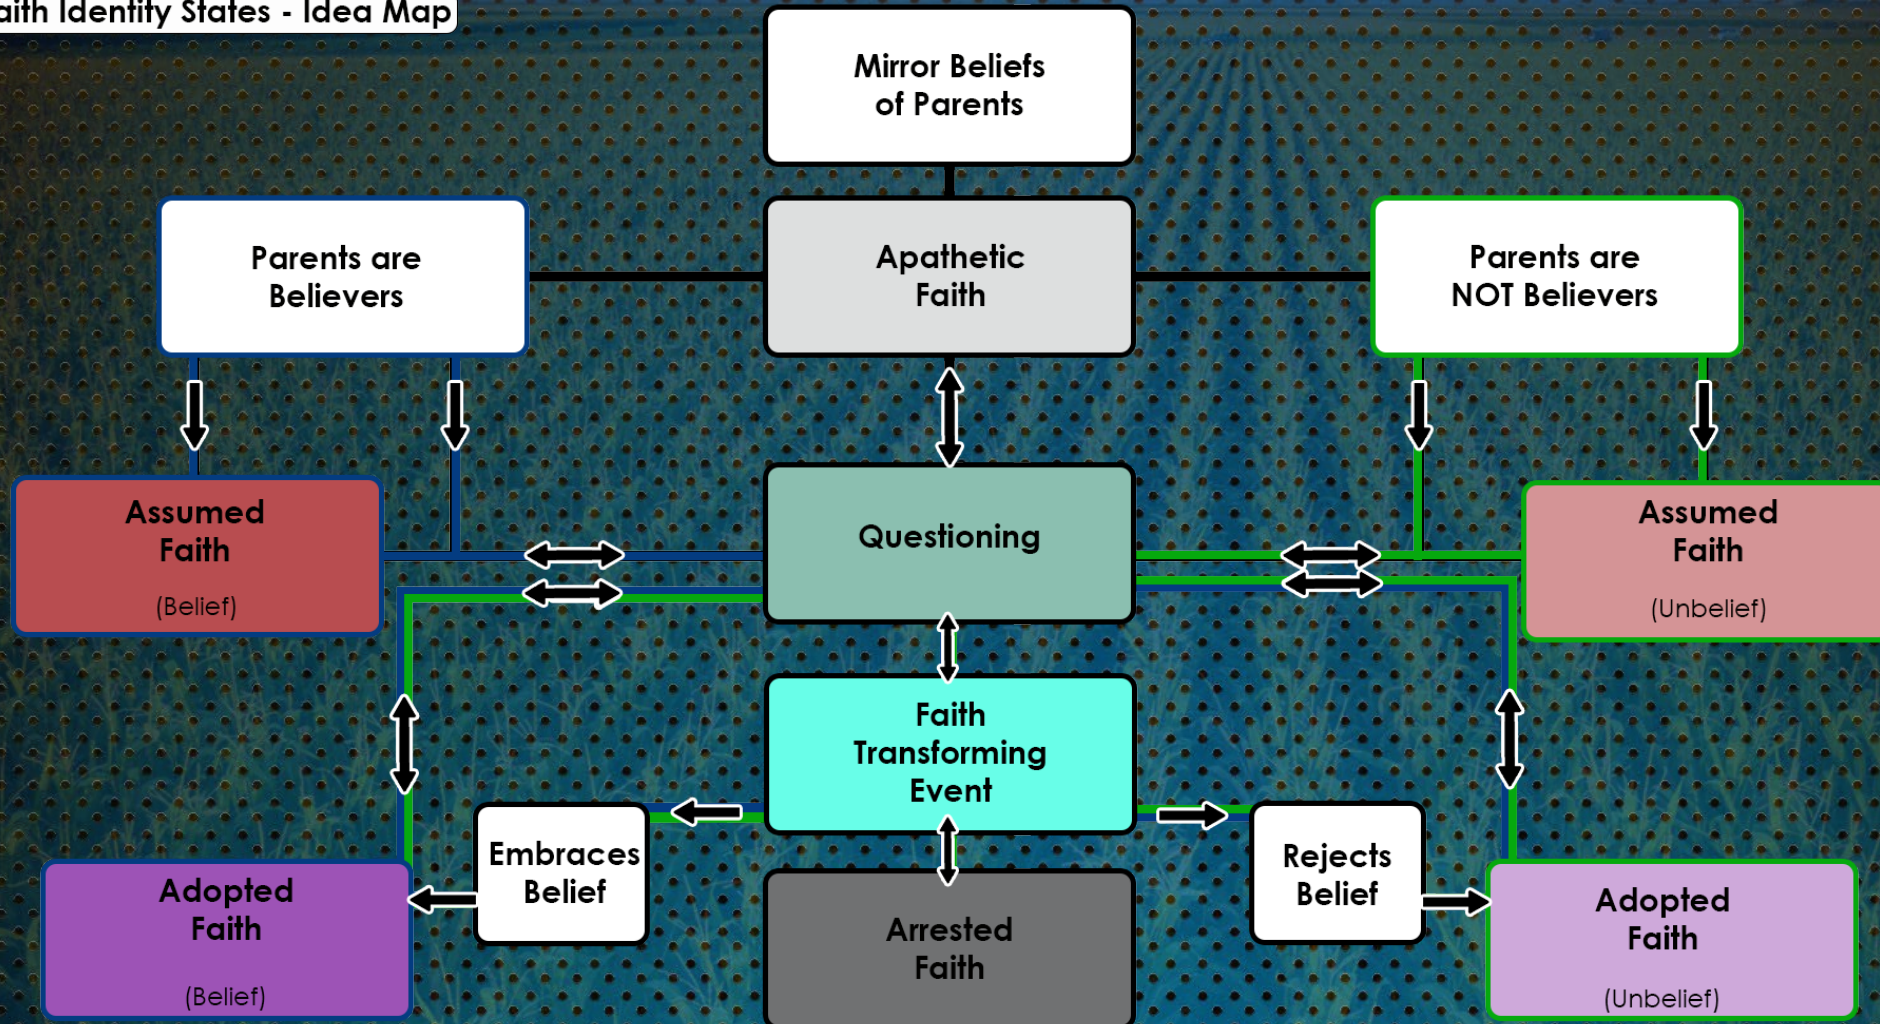 aith Identity States - Idea Map
Mirror Beliefs
of Parents
Parents are
Believers
Apathetic
Faith
Parents are
NOT Believers
Assumed
Faith
(Belief)
Questioning
Assumed
Faith
(Unbelief)
Faith
Transforming
Event
Embraces
Belief
Rejects
Belief
Adopted
Faith
(Belief)
Arrested
Faith
Adopted
Faith
(Unbelief)